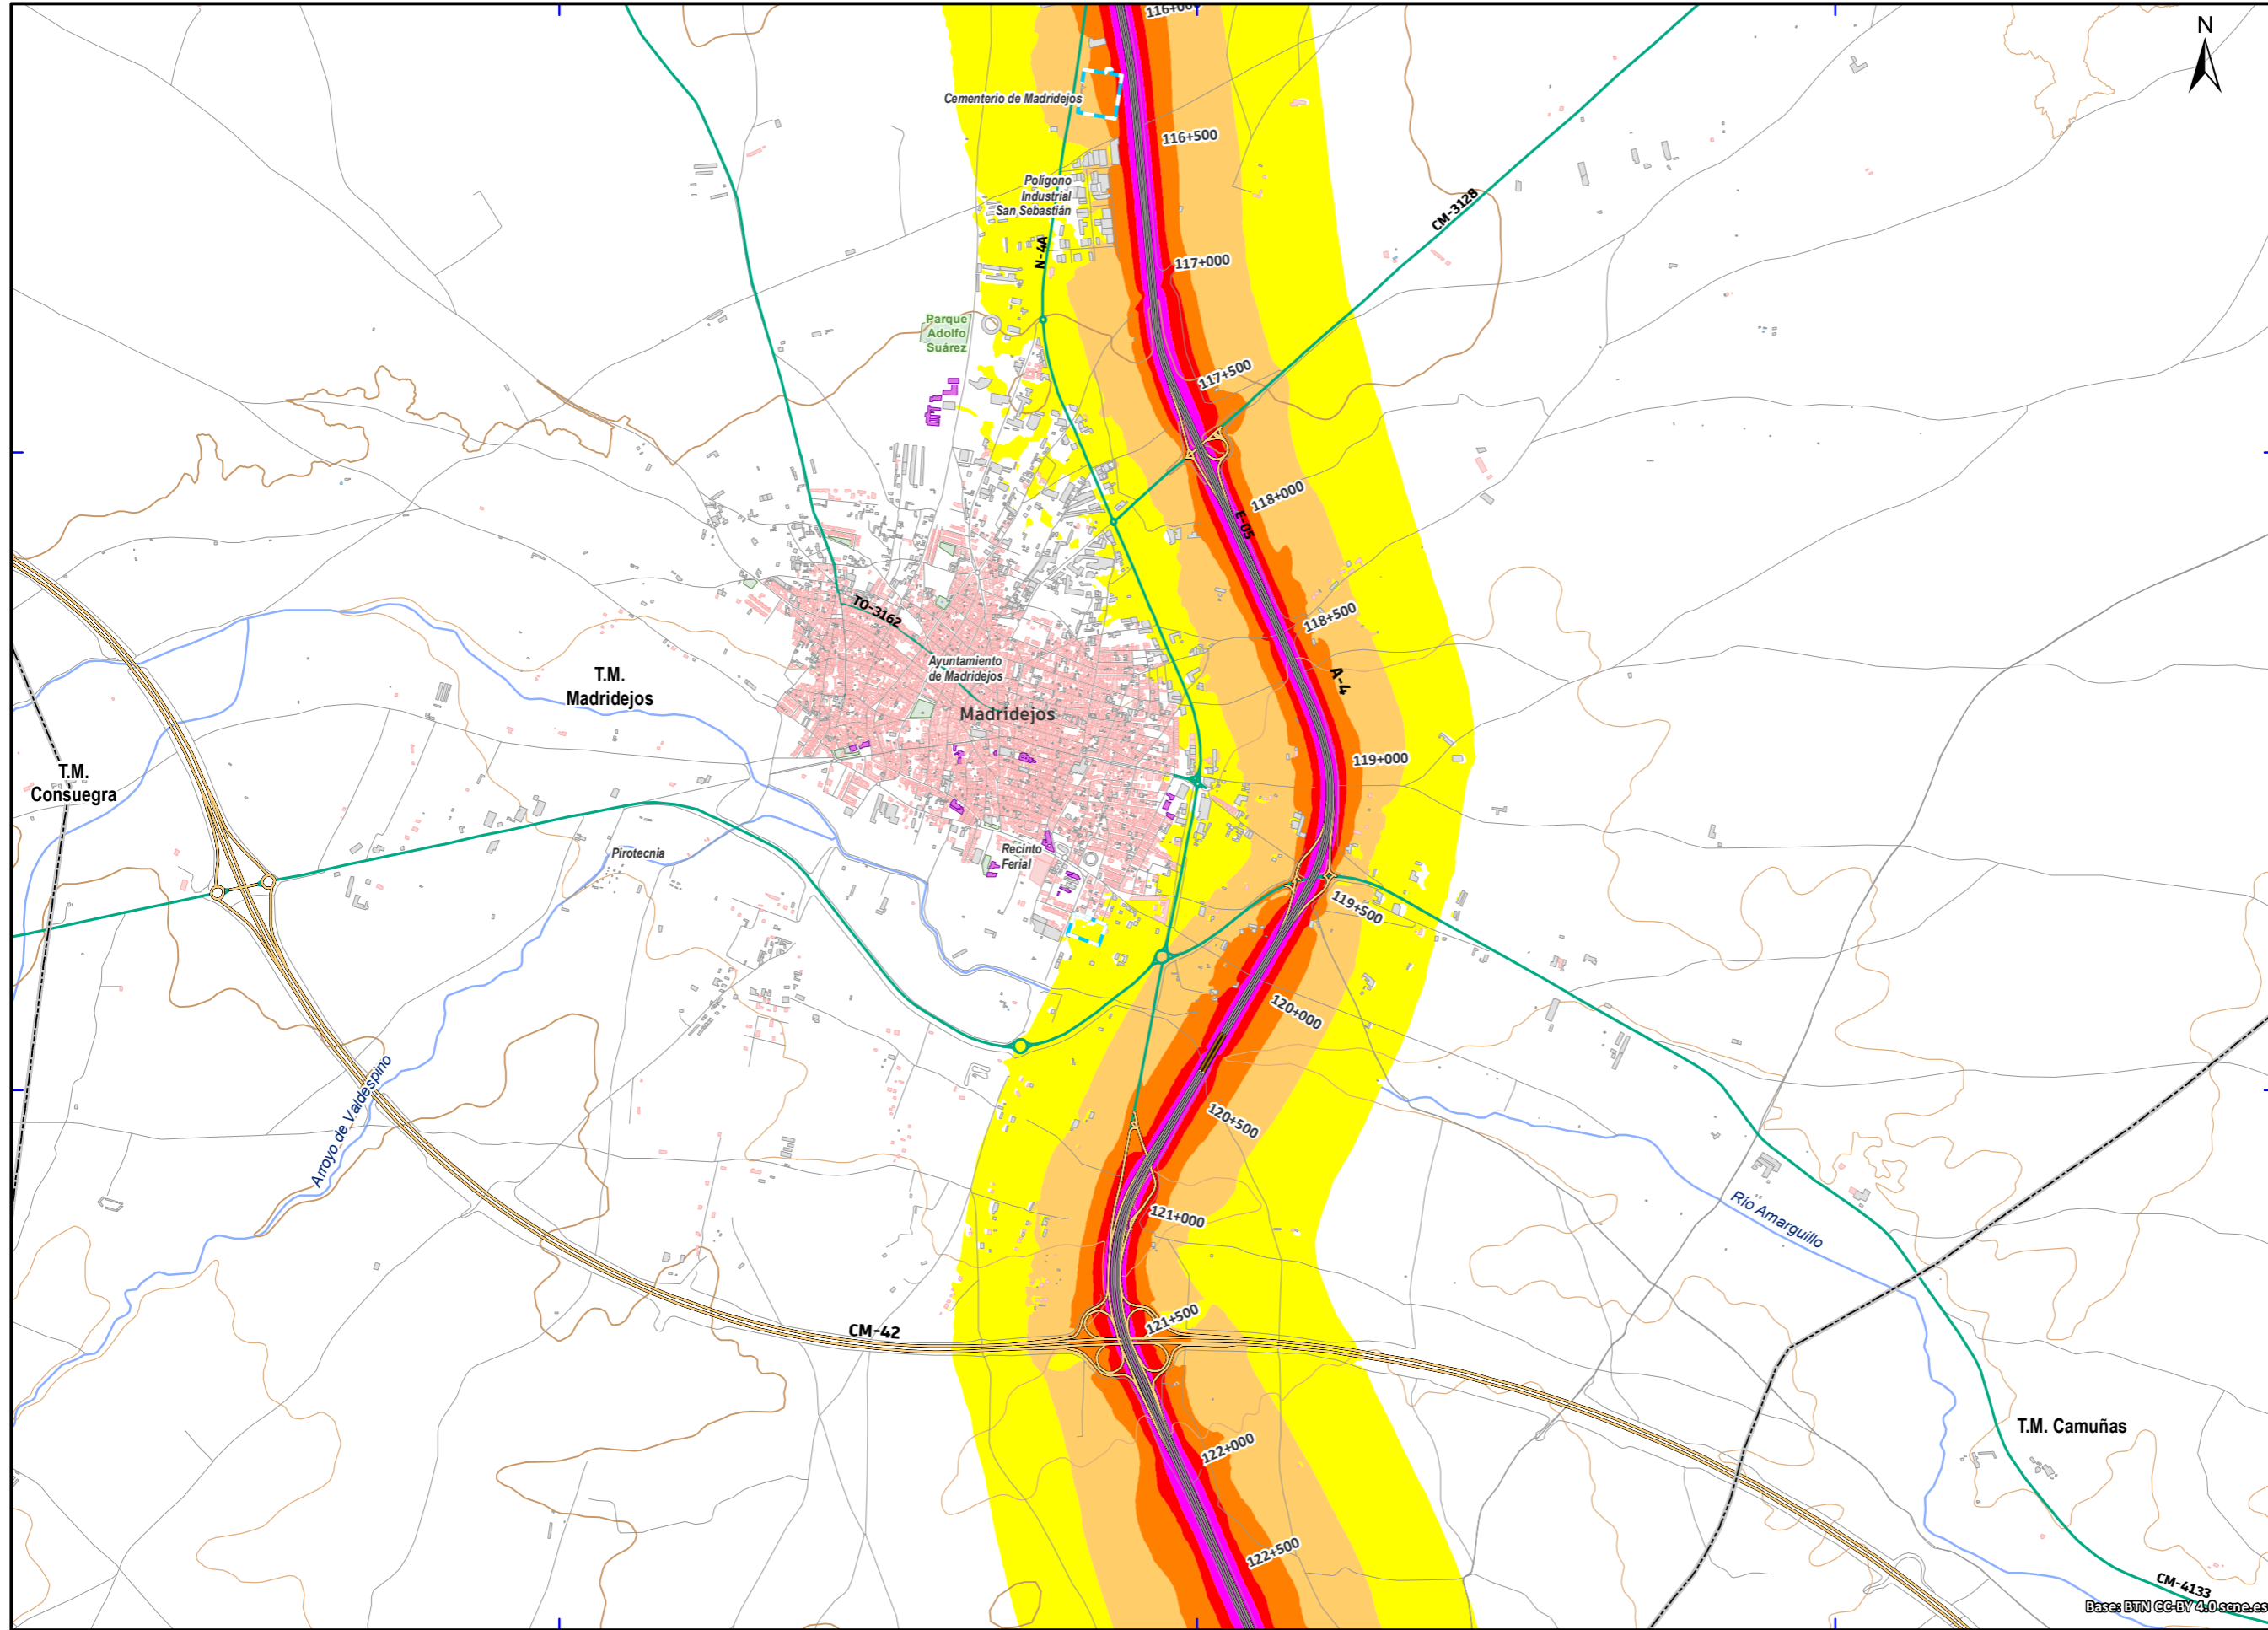 116+000
N
Cementerio de Madridejos
116+500
Polígono
Industrial
San Sebastián
CM-3128
N-4A
117+000
Parque
Adolfo
Suárez
117+500
118+000
E-05
TO-3162
118+500
Ayuntamiento
de Madridejos
T.M.
Madridejos
A-4
Madridejos
119+000
T.M.
Consuegra
Pirotecnia
Recinto
Ferial
119+500
120+000
Arroyo de Valdespino
120+500
121+000
Río Amarguillo
121+500
CM-42
T.M. Camuñas
122+000
122+500
CM-4133
Base: BTN CC-BY 4.0 scne.es